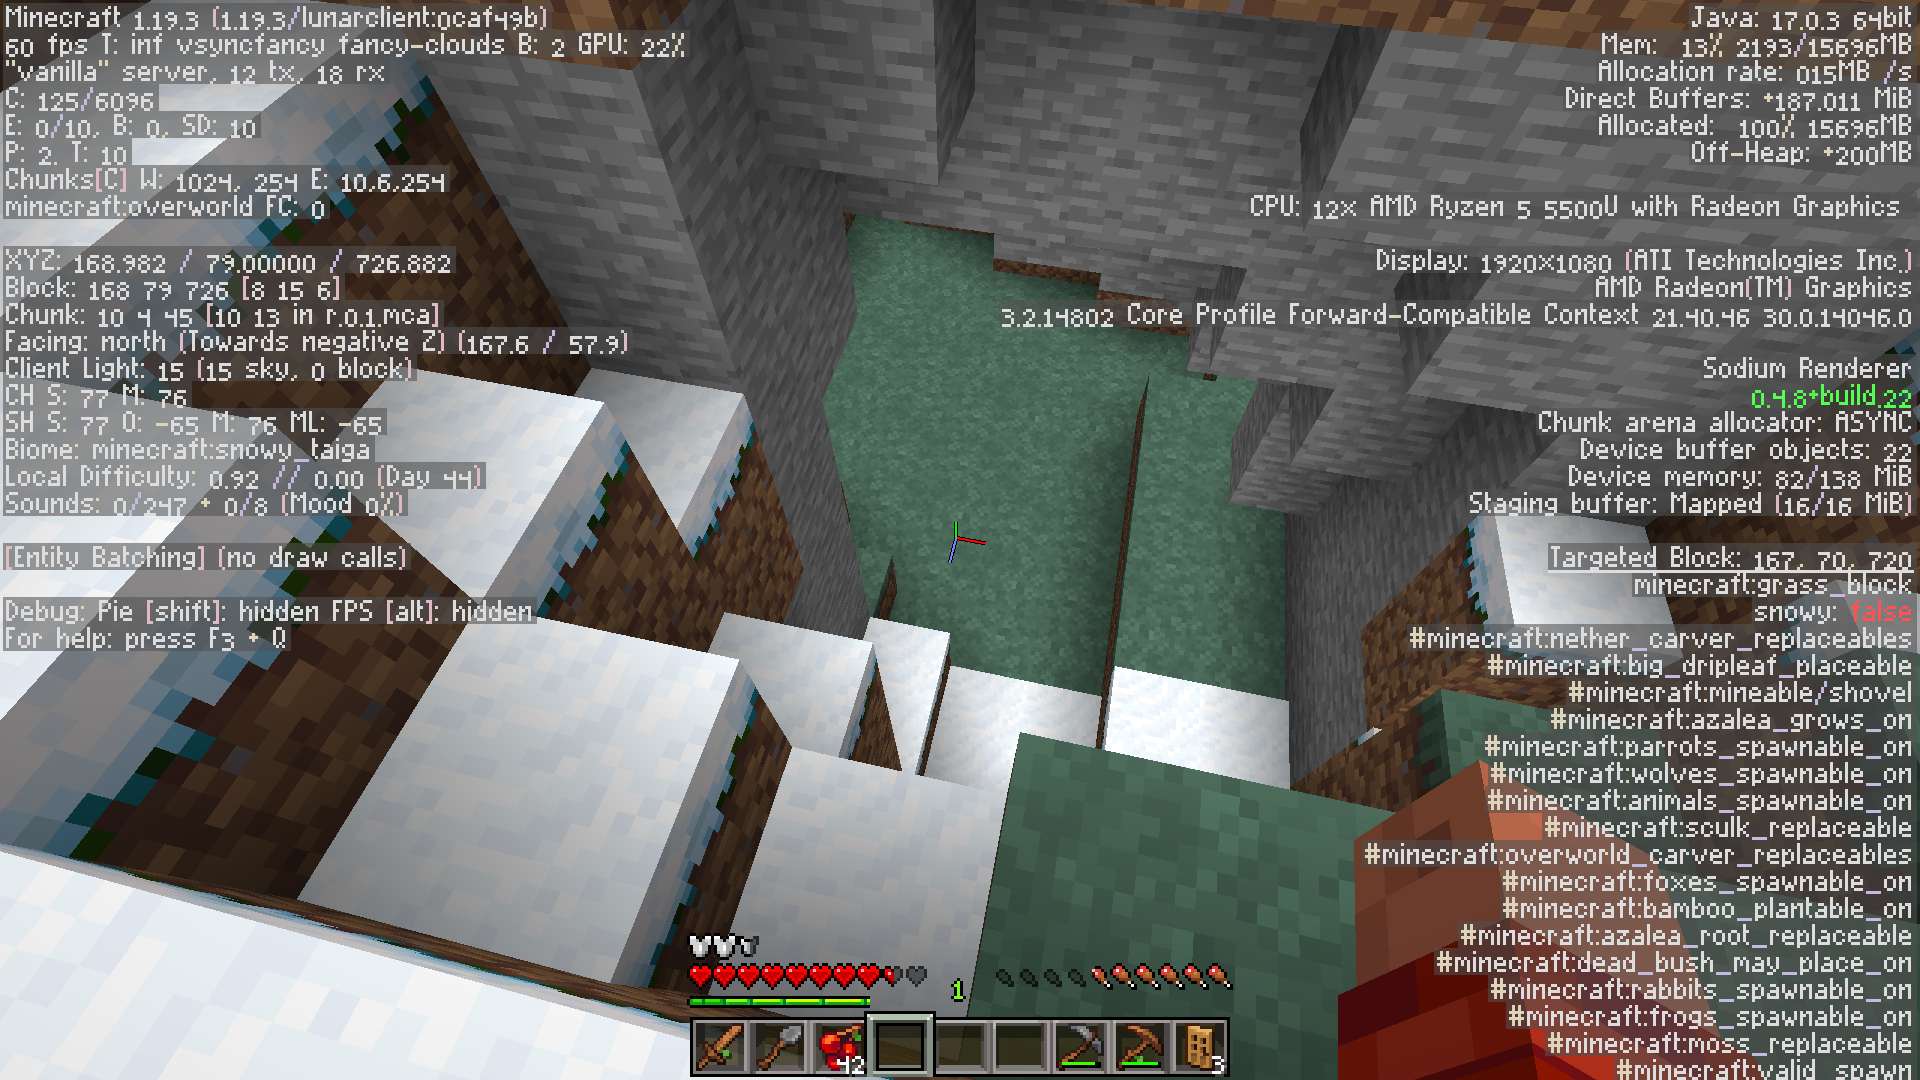 Minecraft 1.19.3 (1.19.3/lunarclient:0caf49b)
60 fps T: inf vsyncfancy fancy-clouds B: 2 GPU: 22%
"vanilla" server, 12 tx, 18 rx
C: 125/6096
E: 0/10, B: 0, SD: 10
P: 2, T: 10
Chunks[C] W: 1024, 254 E: 10,6,254
minecraft:overworld FC: 0
XYZ: 168.982 / 79.00000 / 726.882
Block: 168 79 726 [8 15 6]
Chunk: 10 4 45 [10 13 in r.0.1.mca]
Facing: north (Towards negative Z) (167.6 / 57.9)
Client Light: 15 (15 sky, 0 block)
CH S: 77 M: 76
SH S: 77 O: -65 M: 76 ML: -65
Biome: minecraft:snowy_taiga
Local Difficulty: 0.92 // 0.00 (Day 44)
Sounds: 0/247 + 0/8 (Mood 0%)
[Entity Batching] (no draw calls)
Debug: Pie [shift]: hidden FPS [alt]: hidden
For help: press F3 + Q
Java: 17.0.3 64bit
Mem: 13% 2193/15696MB
Allocation rate: 015MB /s
Direct Buffers: +187.011 MiB
Allocated: 100% 15696MB
Off-Heap: +200MB
CPU: 12x AMD Ryzen 5 5500U with Radeon Graphics
Display: 1920x1080 (ATI Technologies Inc.)
AMD Radeon(TM) Graphics
3.2.14802 Core Profile Forward-Compatible Context 21.40.46 30.0.14046.0
Sodium Renderer
0.4.8+build.22
Chunk arena allocator: ASYNC
Device buffer objects: 22
Device memory: 82/138 MiB
Staging buffer: Mapped (16/16 MiB)
Targeted Block: 167, 70, 720
minecraft:grass_block
snowy: false
#minecraft:nether_carver_replaceables
#minecraft:big_dripleaf_placeable
#minecraft:mineable/shovel
#minecraft:azalea_grows_on
#minecraft:parrots_spawnable_on
#minecraft:wolves_spawnable_on
#minecraft:animals_spawnable_on
#minecraft:sculk_replaceable
#minecraft:overworld_carver_replaceables
#minecraft:foxes_spawnable_on
#minecraft:bamboo_plantable_on
#minecraft:azalea_root_replaceable
#minecraft:dead_bush_may_place_on
#minecraft:rabbits_spawnable_on
#minecraft:frogs_spawnable_on
#minecraft:moss_replaceable
#minecraft:valid_spawn
1
42
3